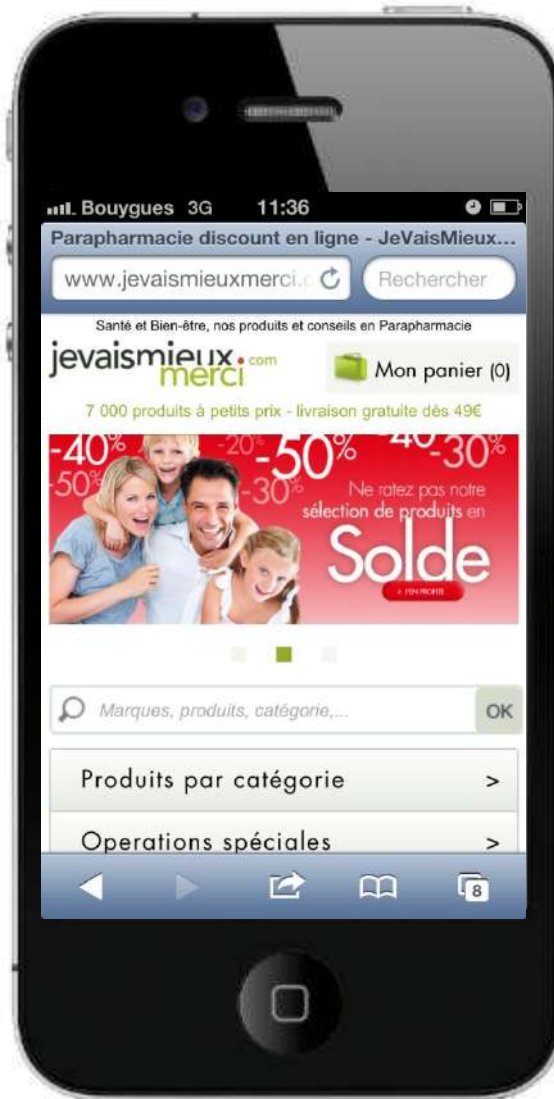 Bouygues 3G 11:36
Parapharmacie discount en ligne - JeVaisMieux...
www.jevaismieuxmerci.c Rechercher
Santé et Bien-être, nos produits et conseils en Parapharmacie
jevaismieux.com
merci
Mon panier (0)
7 000 produits à petits prix - livraison gratuite dès 49€
-40% -20% -50% -40 -30%
-50% -30%
Ne ratez pas notre
sélection de produits en
Solde
> J'EN PROFITE
Marques, produits, catégorie,... OK
Produits par catégorie >
Operations spéciales >
8